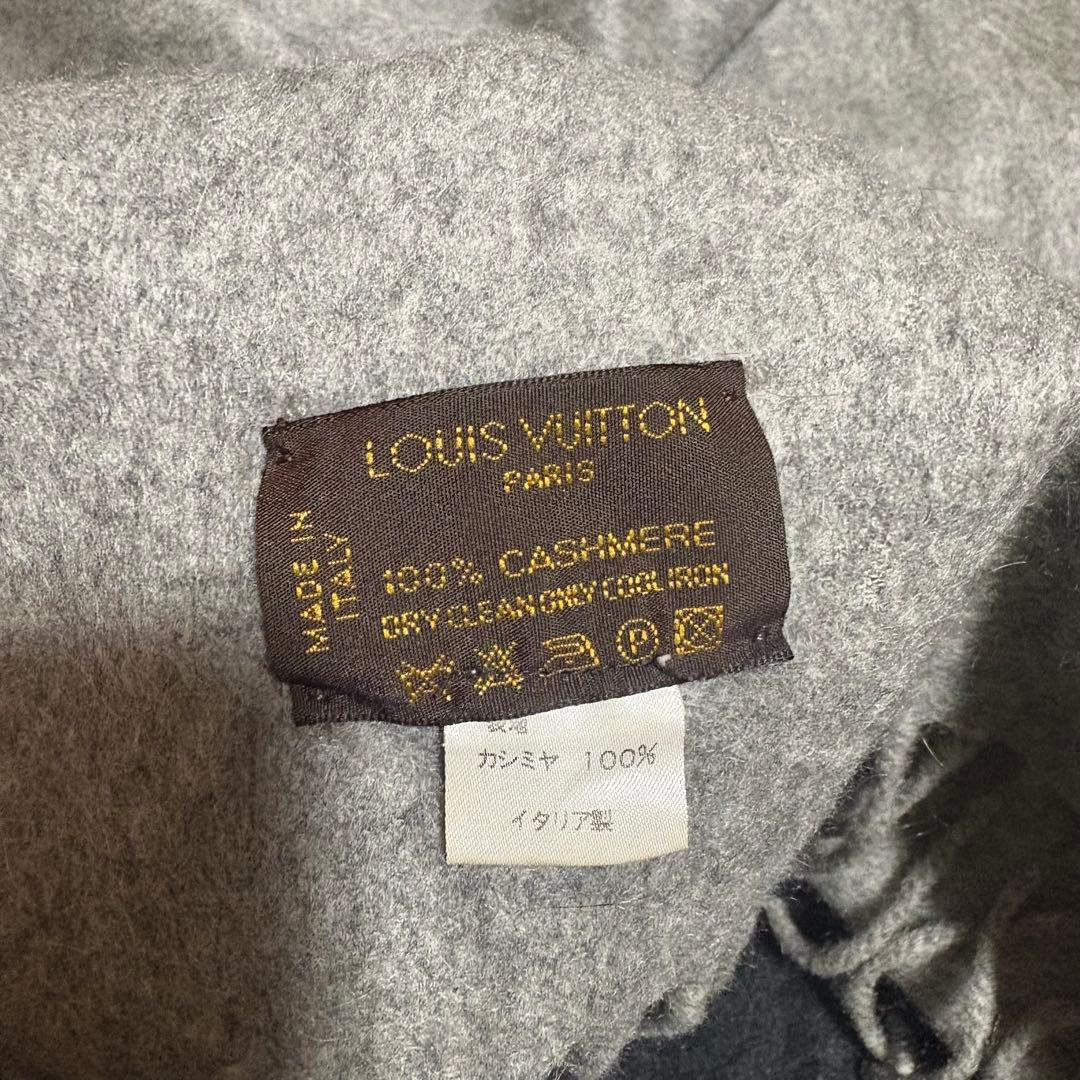 LOUIS VUITTON
PARIS
MADE IN
ITALY
100% CASHMERE
DRY-CLEAN ONLY COOL IRON
P
カシミヤ 100%
イタリア製